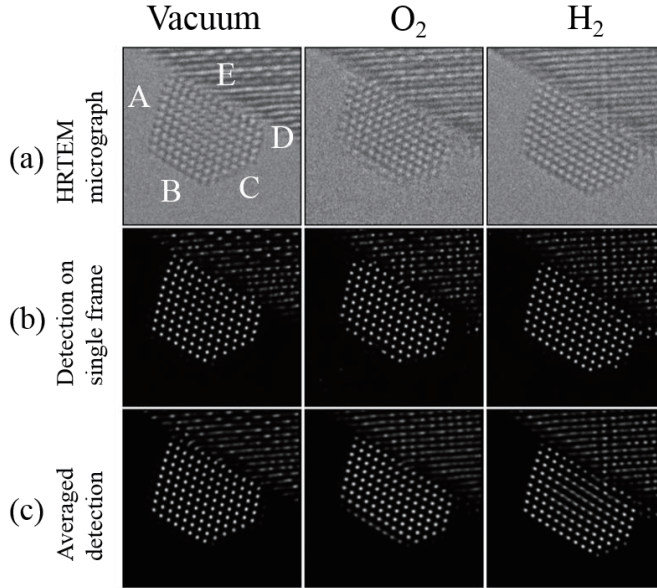 Vacuum O₂ H₂
(a) HRTEM micrograph
A E D B C
(b) Detection on single frame
(c) Averaged detection